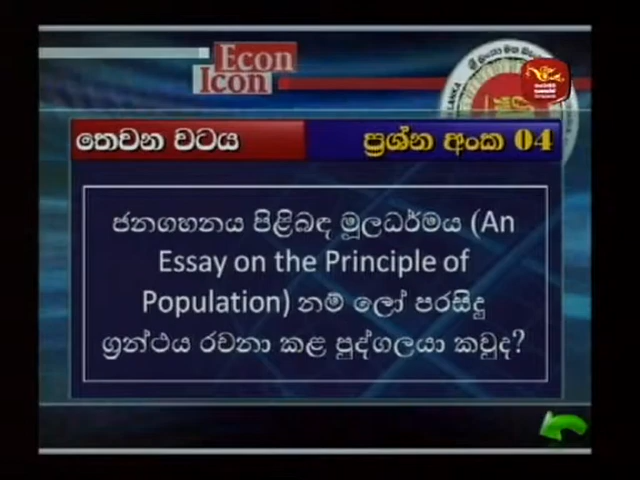 Econ
Icon
තෙවන වටය
ප්‍රශ්න අංක 04
ජනගහනය පිළිබඳ මූලධර්මය (An
Essay on the Principle of
Population) නම් ලෝ පරසිදු
ග්‍රන්ථය රචනා කළ පුද්ගලයා කවුද?